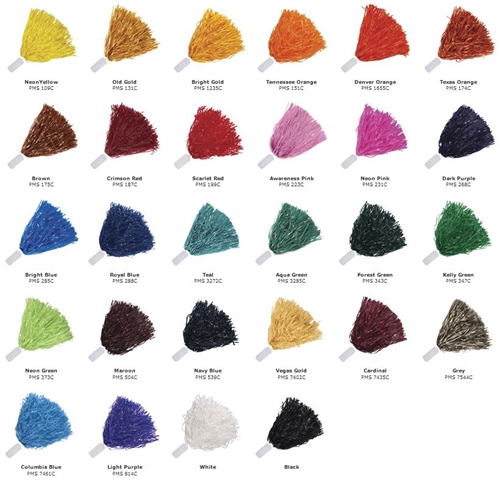 NeonYellow
PMS 109C
Old Gold
PMS 131C
Bright Gold
PMS 1235C
Tennessee Orange
PMS 151C
Denver Orange
PMS 1655C
Texas Orange
PMS 174C
Brown
PMS 175C
Crimson Red
PMS 187C
Scarlet Red
PMS 199C
Awareness Pink
PMS 223C
Neon Pink
PMS 231C
Dark Purple
PMS 268C
Bright Blue
PMS 285C
Royal Blue
PMS 288C
Teal
PMS 3272C
Aqua Green
PMS 3285C
Forest Green
PMS 343C
Kelly Green
PMS 347C
Neon Green
PMS 373C
Maroon
PMS 504C
Navy Blue
PMS 539C
Vegas Gold
PMS 7402C
Cardinal
PMS 7435C
Grey
PMS 7544C
Columbia Blue
PMS 7461C
Light Purple
PMS 814C
White
Black